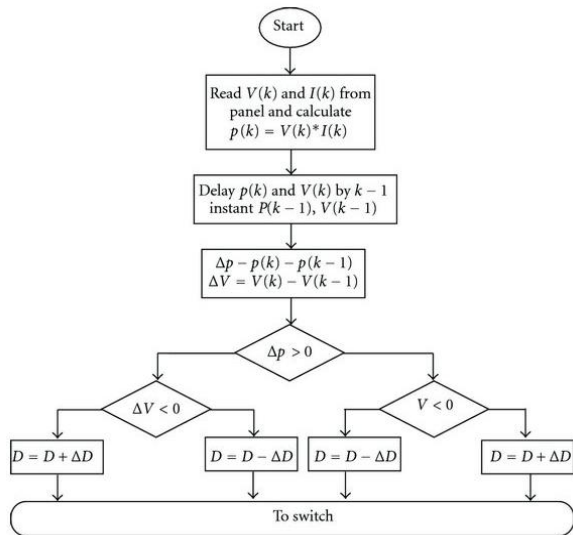 Start
Read V(k) and I(k) from
panel and calculate
p(k) = V(k)*I(k)
Delay p(k) and V(k) by k − 1
instant P(k−1), V(k−1)
Δp − p(k) − p(k−1)
ΔV = V(k) − V(k−1)
Δp > 0
ΔV < 0
V < 0
D = D + ΔD
D = D − ΔD
D = D − ΔD
D = D + ΔD
To switch